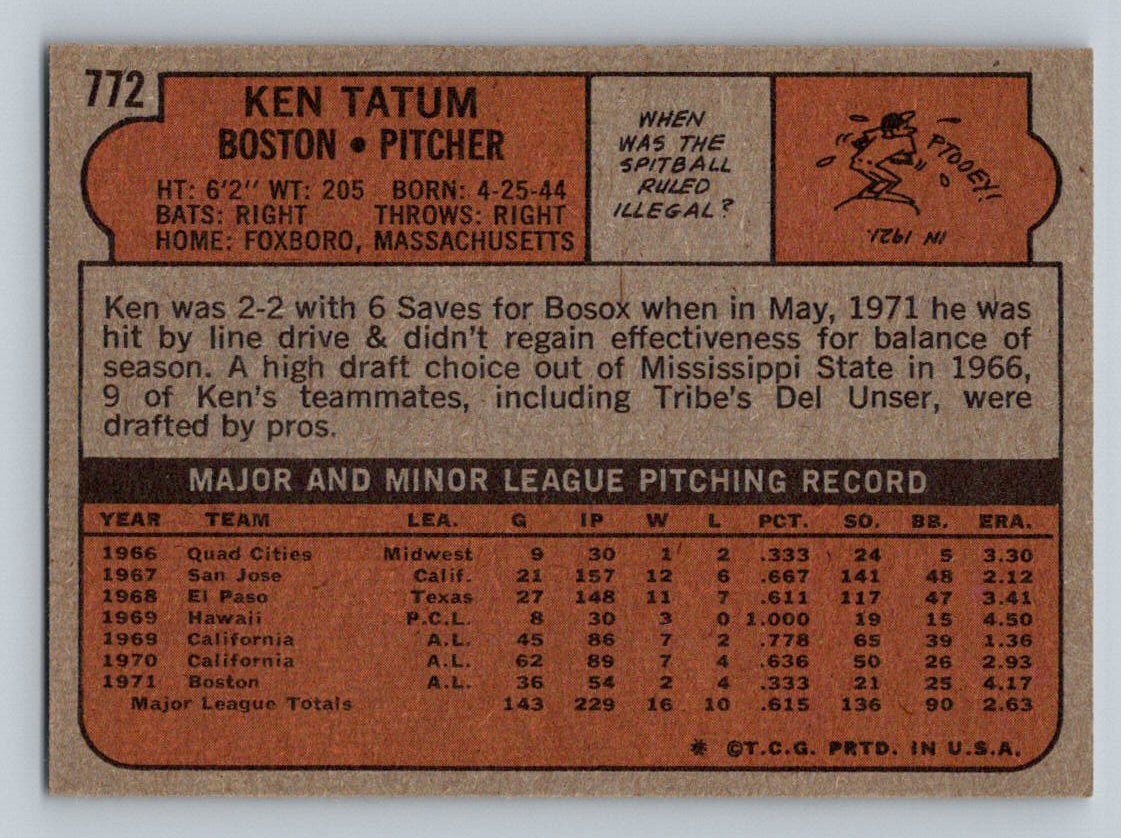 772
KEN TATUM
BOSTON • PITCHER
HT: 6'2" WT: 205 BORN: 4-25-44
BATS: RIGHT THROWS: RIGHT
HOME: FOXBORO, MASSACHUSETTS
WHEN
WAS THE
SPITBALL
RULED
ILLEGAL?
PTOOEY!!
IN 1921.
Ken was 2-2 with 6 Saves for Bosox when in May, 1971 he was
hit by line drive & didn't regain effectiveness for balance of
season. A high draft choice out of Mississippi State in 1966,
9 of Ken's teammates, including Tribe's Del Unser, were
drafted by pros.
MAJOR AND MINOR LEAGUE PITCHING RECORD
YEAR TEAM LEA. G IP W L PCT. SO. BB. ERA.
1966 Quad Cities Midwest 9 30 1 2 .333 24 5 3.30
1967 San Jose Calif. 21 157 12 6 .667 141 48 2.12
1968 El Paso Texas 27 148 11 7 .611 117 47 3.41
1969 Hawaii P.C.L. 8 30 3 0 1.000 19 15 4.50
1969 California A.L. 45 86 7 2 .778 65 39 1.36
1970 California A.L. 62 89 7 4 .636 50 26 2.93
1971 Boston A.L. 36 54 2 4 .333 21 25 4.17
Major League Totals 143 229 16 10 .615 136 90 2.63
* ©T.C.G. PRTD. IN U.S.A.